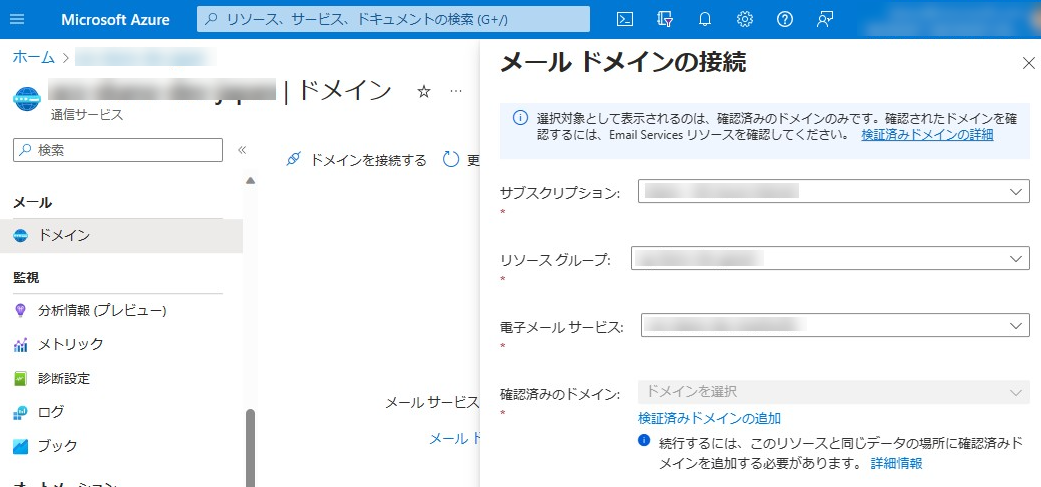 Microsoft Azure
リソース、サービス、ドキュメントの検索 (G+/)
ホーム
| ドメイン
通信サービス
検索
メール
ドメイン
監視
分析情報 (プレビュー)
メトリック
診断設定
ログ
ブック
ドメインを接続する
更
メール サービス
メール ド
メール ドメインの接続
選択対象として表示されるのは、確認済みのドメインのみです。確認されたドメインを確
認するには、Email Services リソースを確認してください。 検証済みドメインの詳細
サブスクリプション:
*
リソース グループ:
*
電子メール サービス:
*
確認済みのドメイン:
*
ドメインを選択
検証済みドメインの追加
続行するには、このリソースと同じデータの場所に確認済みド
メインを追加する必要があります。 詳細情報